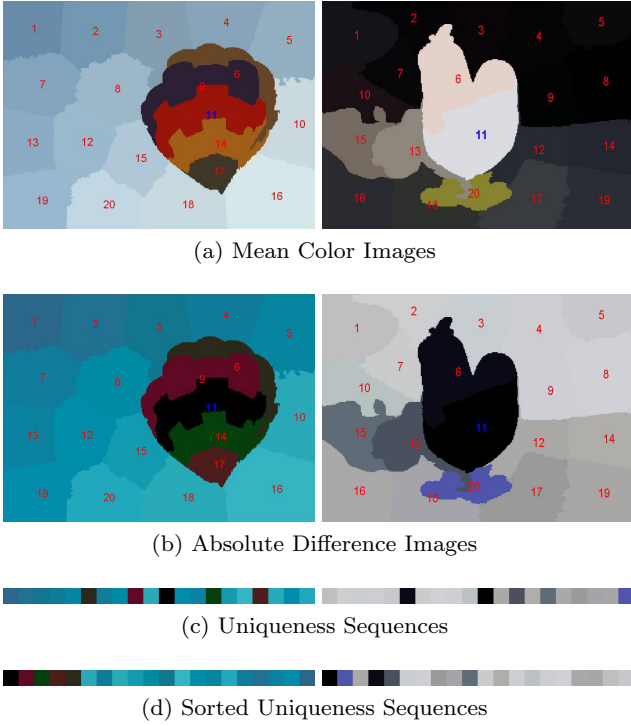 1 2 3 4 5
7 8 9 6
10
11
13 12 15 14
17
19 20 18 16
2 3 4 5
1
7 6 8
10 9
15 13 11 12 14
16 18 20 17 19
(a) Mean Color Images
1 2 3 4 5
7 8 9 6
11 10
13 12 15 14
17
19 20 18 16
2 3 4 5
1
7 6 8
10 9
15 13 11 12 14
16 18 20 17 19
(b) Absolute Difference Images
(c) Uniqueness Sequences
(d) Sorted Uniqueness Sequences